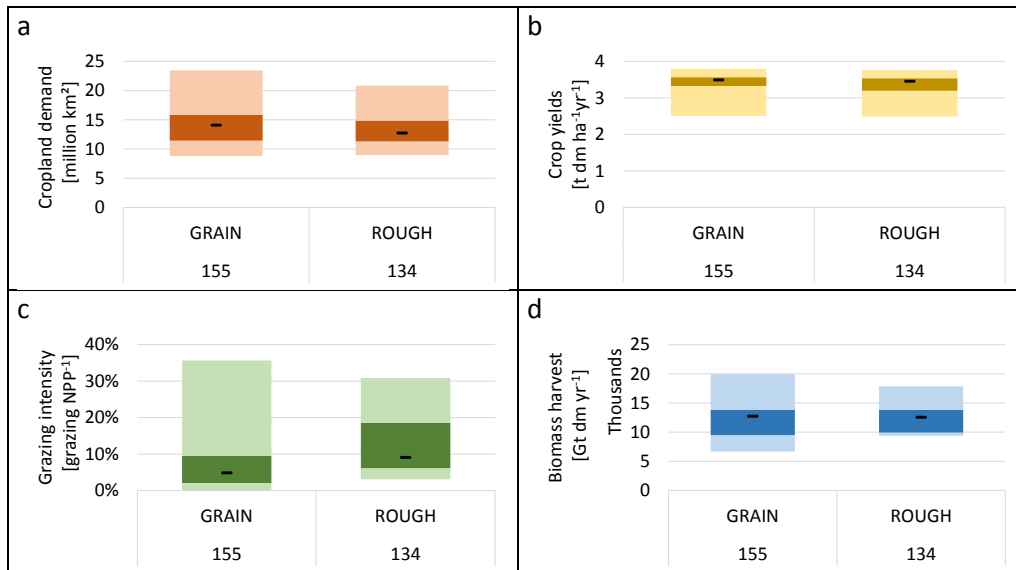 a
Cropland demand
[million km²]
25
20
15
10
5
0
GRAIN
ROUGH
155
134
b
Crop yields
[t dm ha⁻¹yr⁻¹]
4
3
2
1
0
GRAIN
ROUGH
155
134
c
Grazing intensity
[grazing NPP⁻¹]
40%
30%
20%
10%
0%
GRAIN
ROUGH
155
134
d
Biomass harvest
[Gt dm yr⁻¹]
Thousands
25
20
15
10
5
0
GRAIN
ROUGH
155
134